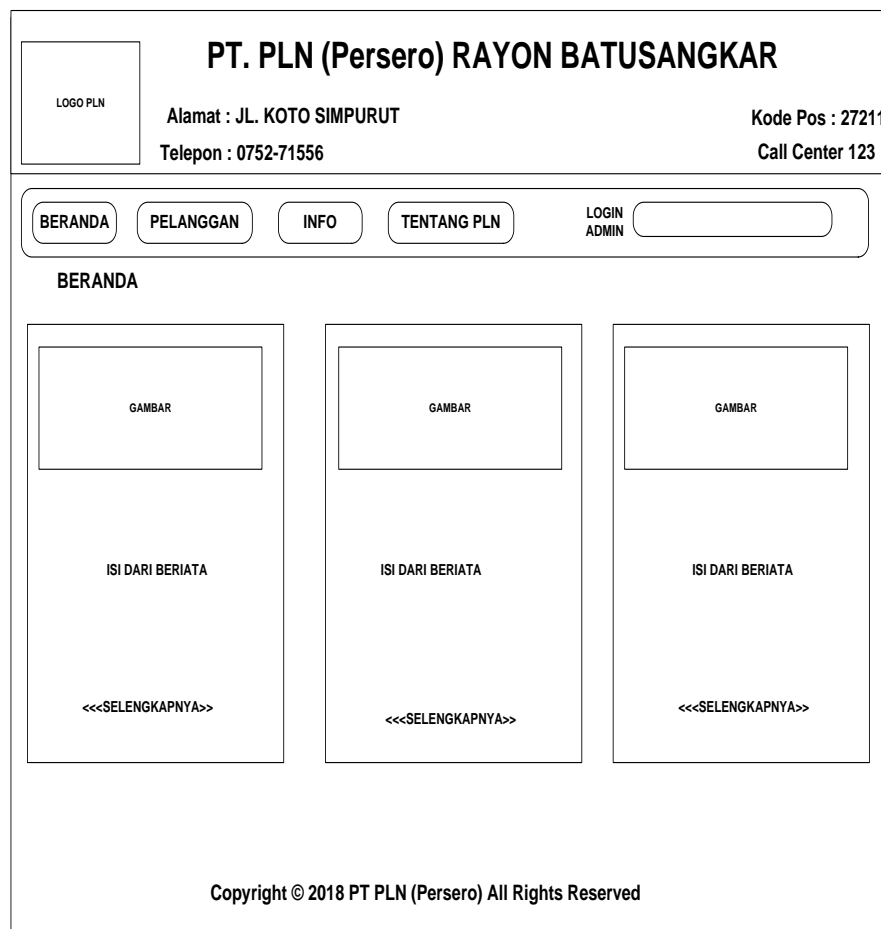 PT. PLN (Persero) RAYON BATUSANGKAR
LOGO PLN
Alamat : JL. KOTO SIMPURUT
Kode Pos : 27211
Telepon : 0752-71556
Call Center 123
BERANDA
PELANGGAN
INFO
TENTANG PLN
LOGIN
ADMIN
BERANDA
GAMBAR
GAMBAR
GAMBAR
ISI DARI BERIATA
ISI DARI BERIATA
ISI DARI BERIATA
<<<SELENGKAPNYA>>
<<<SELENGKAPNYA>>
<<<SELENGKAPNYA>>
Copyright © 2018 PT PLN (Persero) All Rights Reserved